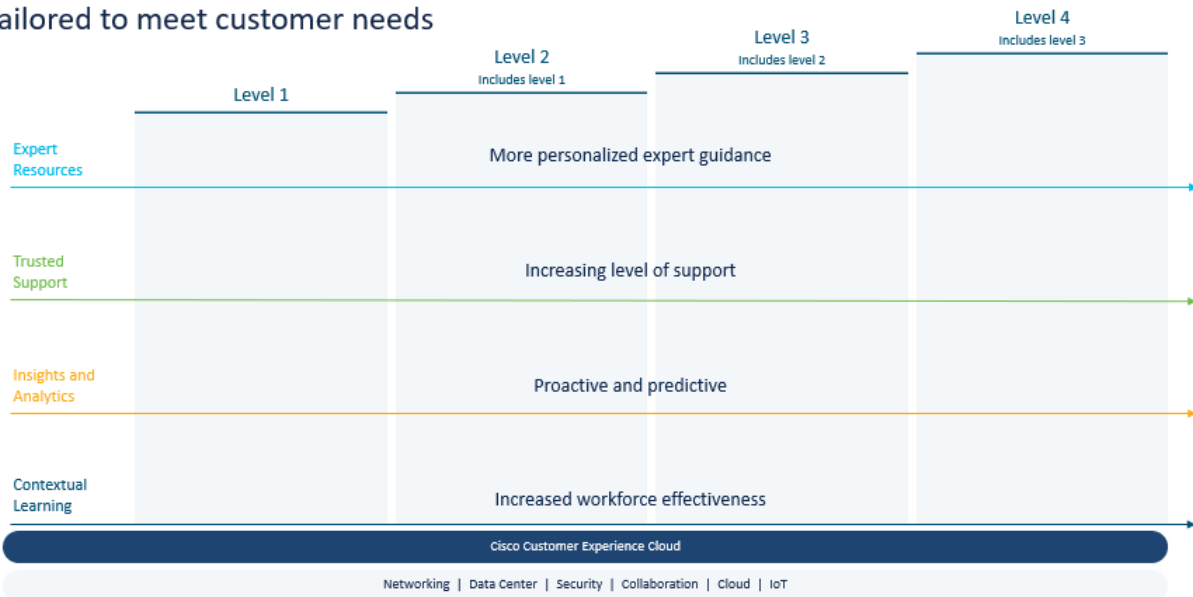 ailored to meet customer needs
Level 1
Level 2
Includes level 1
Level 3
Includes level 2
Level 4
Includes level 3
Expert
Resources
More personalized expert guidance
Trusted
Support
Increasing level of support
Insights and
Analytics
Proactive and predictive
Contextual
Learning
Increased workforce effectiveness
Cisco Customer Experience Cloud
Networking | Data Center | Security | Collaboration | Cloud | IoT